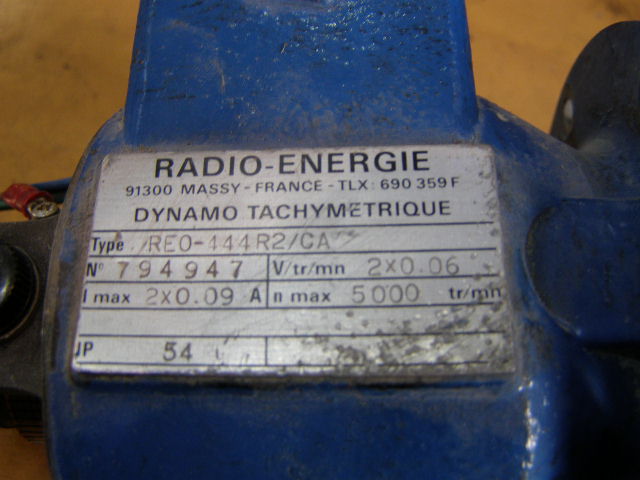 RADIO-ENERGIE
91300 MASSY - FRANCE - TLX: 690 359 F
DYNAMO TACHYMETRIQUE
Type REO-444R2/CA
N° 794947 V/tr/mn 2X0.06
I max 2X0.09 A n max 5000 tr/mn
JP 54